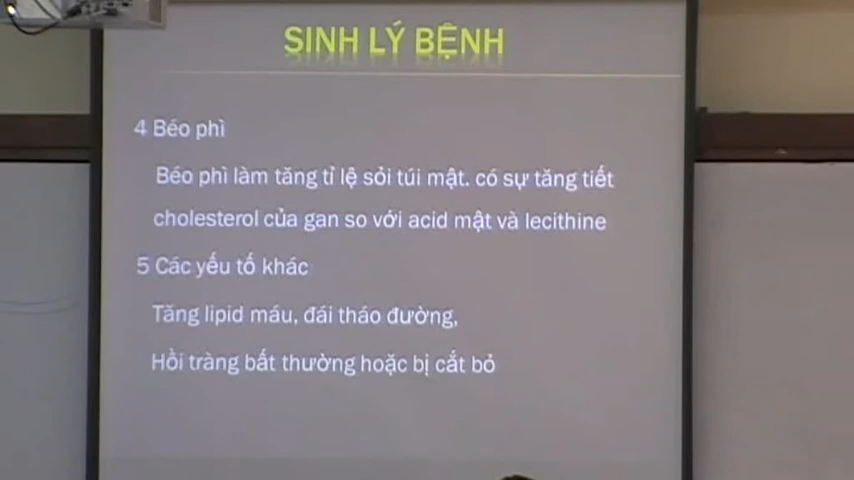 SINH LÝ BỆNH
4 Béo phì
Béo phì làm tăng tỉ lệ sỏi túi mật. có sự tăng tiết
cholesterol của gan so với acid mật và lecithine
5 Các yếu tố khác
Tăng lipid máu, đái tháo đường,
Hồi tràng bất thường hoặc bị cắt bỏ